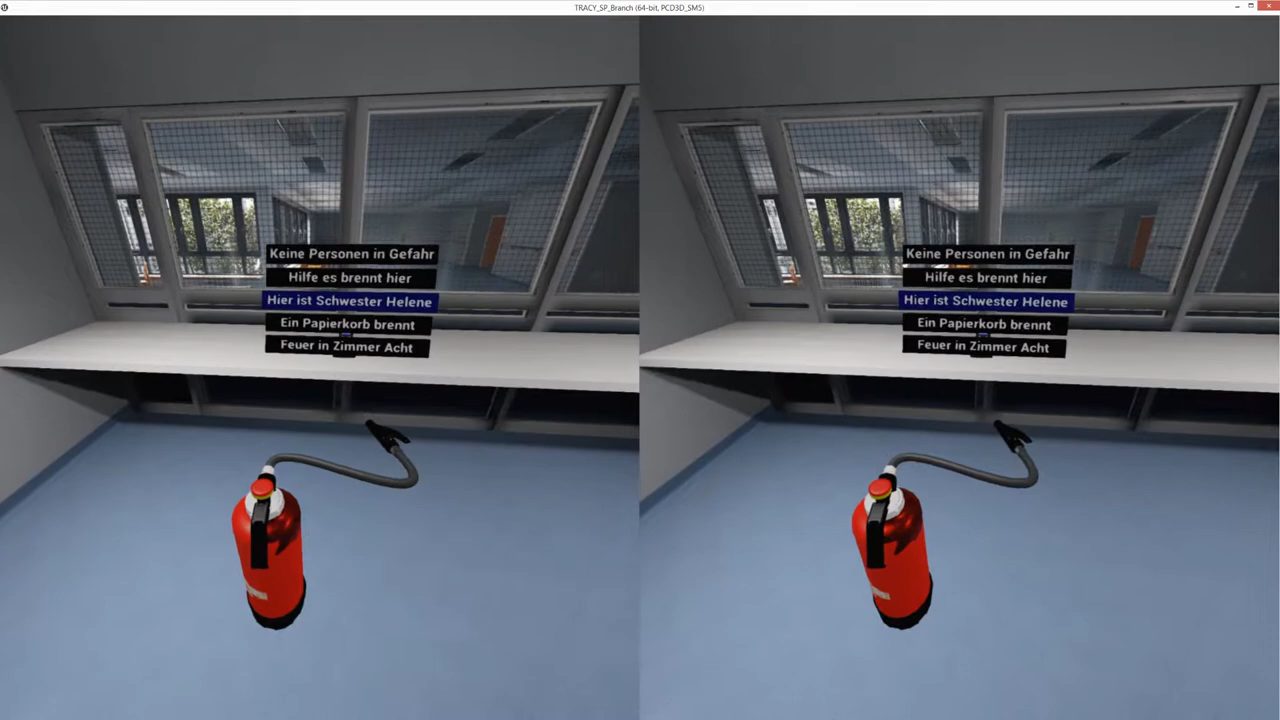 TRACY_SP_Branch (64-bit, PCD3D_SM5)
Keine Personen in Gefahr
Hilfe es brennt hier
Hier ist Schwester Helene
Ein Papierkorb brennt
Feuer in Zimmer Acht
Keine Personen in Gefahr
Hilfe es brennt hier
Hier ist Schwester Helene
Ein Papierkorb brennt
Feuer in Zimmer Acht